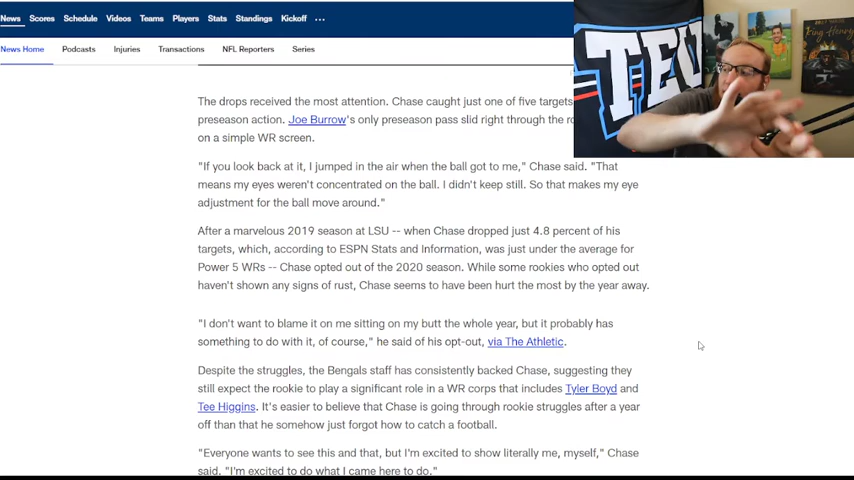 News Scores Schedule Videos Teams Players Stats Standings Kickoff ...
News Home Podcasts Injuries Transactions NFL Reporters Series
TEU
King Henry
The drops received the most attention. Chase caught just one of five targets
preseason action. Joe Burrow's only preseason pass slid right through the
on a simple WR screen.
"If you look back at it, I jumped in the air when the ball got to me," Chase said. "That
means my eyes weren't concentrated on the ball. I didn't keep still. So that makes my eye
adjustment for the ball move around."
After a marvelous 2019 season at LSU -- when Chase dropped just 4.8 percent of his
targets, which, according to ESPN Stats and Information, was just under the average for
Power 5 WRs -- Chase opted out of the 2020 season. While some rookies who opted out
haven't shown any signs of rust, Chase seems to have been hurt the most by the year away.
"I don't want to blame it on me sitting on my butt the whole year, but it probably has
something to do with it, of course," he said of his opt-out, via The Athletic.
Despite the struggles, the Bengals staff has consistently backed Chase, suggesting they
still expect the rookie to play a significant role in a WR corps that includes Tyler Boyd and
Tee Higgins. It's easier to believe that Chase is going through rookie struggles after a year
off than that he somehow just forgot how to catch a football.
"Everyone wants to see this and that, but I'm excited to show literally me, myself," Chase
said. "I'm excited to do what I came here to do."